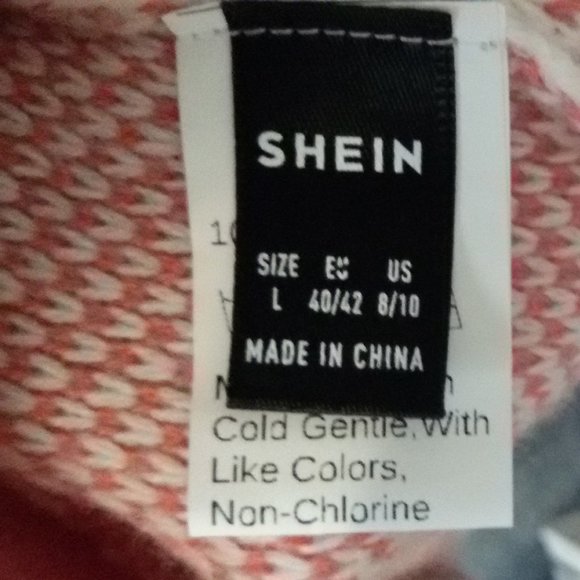 SHEIN
SIZE EU US
L 40/42 8/10
MADE IN CHINA
Cold Gentle, With
Like Colors,
Non-Chlorine